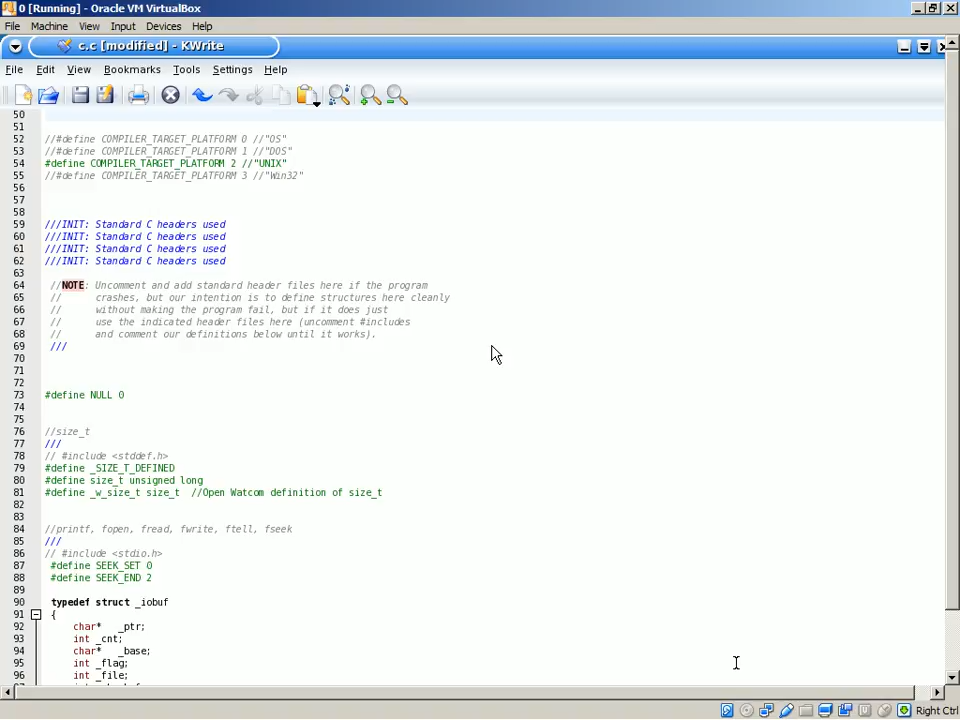 0 [Running] - Oracle VM VirtualBox
File Machine View Input Devices Help
c.c [modified] - KWrite
File Edit View Bookmarks Tools Settings Help
50
51
52 //#define COMPILER_TARGET_PLATFORM 0 //"OS"
53 //#define COMPILER_TARGET_PLATFORM 1 //"DOS"
54 #define COMPILER_TARGET_PLATFORM 2 //"UNIX"
55 //#define COMPILER_TARGET_PLATFORM 3 //"Win32"
56
57
58
59 ///INIT: Standard C headers used
60 ///INIT: Standard C headers used
61 ///INIT: Standard C headers used
62 ///INIT: Standard C headers used
63
64 //NOTE: Uncomment and add standard header files here if the program
65 // crashes, but our intention is to define structures here cleanly
66 // without making the program fail, but if it does just
67 // use the indicated header files here (uncomment #includes
68 // and comment our definitions below until it works).
69 ///
70
71
72
73 #define NULL 0
74
75
76 //size_t
77 ///
78 // #include <stddef.h>
79 #define _SIZE_T_DEFINED
80 #define size_t unsigned long
81 #define _w_size_t size_t //Open Watcom definition of size_t
82
83
84 //printf, fopen, fread, fwrite, ftell, fseek
85 ///
86 // #include <stdio.h>
87 #define SEEK_SET 0
88 #define SEEK_END 2
89
90 typedef struct _iobuf
91 {
92 char* _ptr;
93 int _cnt;
94 char* _base;
95 int _flag;
96 int _file;
Right Ctrl